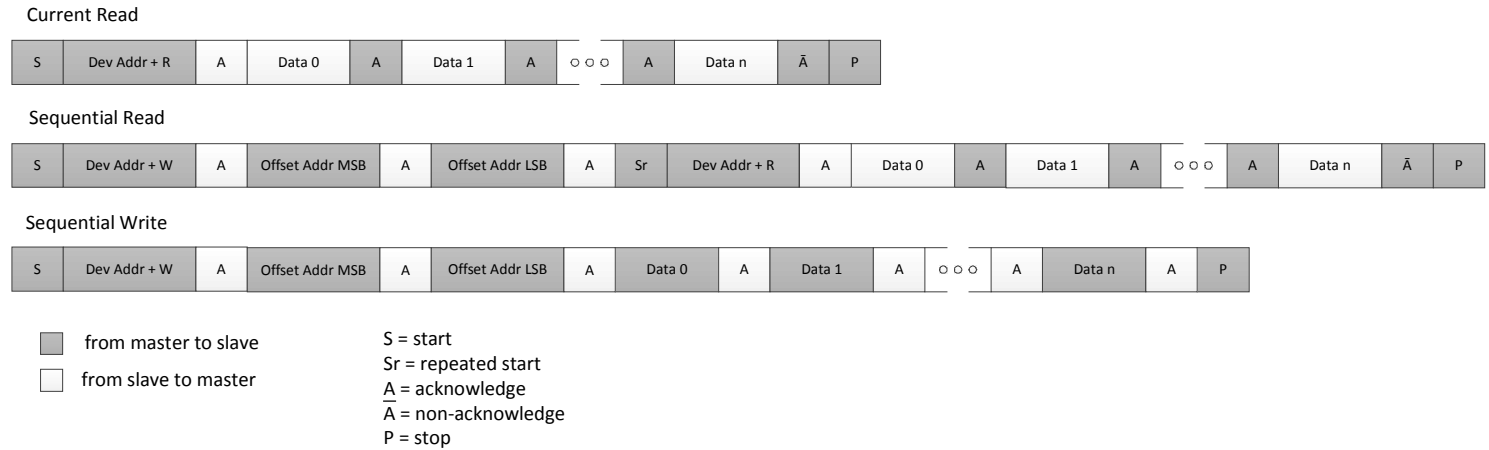 Current Read
S Dev Addr + R A Data 0 A Data 1 A ○○○ A Data n Ā P
Sequential Read
S Dev Addr + W A Offset Addr MSB A Offset Addr LSB A Sr Dev Addr + R A Data 0 A Data 1 A ○○○ A Data n Ā P
Sequential Write
S Dev Addr + W A Offset Addr MSB A Offset Addr LSB A Data 0 A Data 1 A ○○○ A Data n A P
from master to slave
from slave to master
S = start
Sr = repeated start
A = acknowledge
Ā = non-acknowledge
P = stop